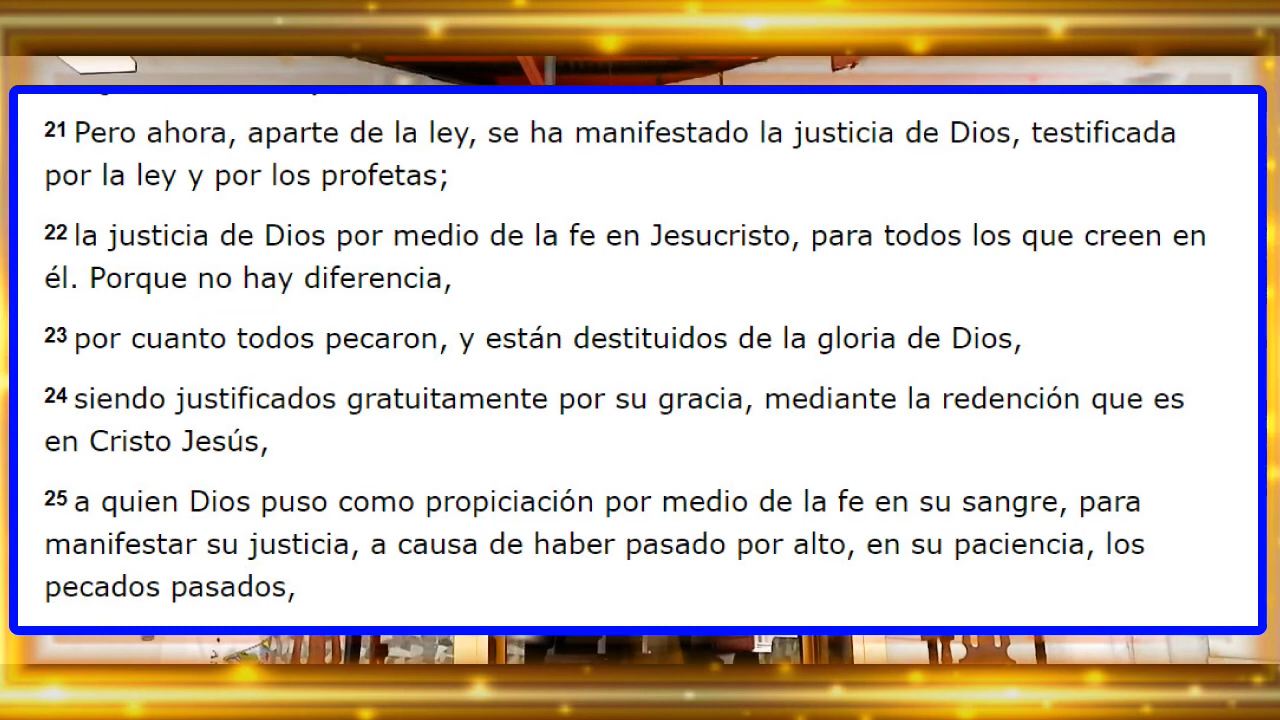 21 Pero ahora, aparte de la ley, se ha manifestado la justicia de Dios, testificada
por la ley y por los profetas;
22 la justicia de Dios por medio de la fe en Jesucristo, para todos los que creen en
él. Porque no hay diferencia,
23 por cuanto todos pecaron, y están destituidos de la gloria de Dios,
24 siendo justificados gratuitamente por su gracia, mediante la redención que es
en Cristo Jesús,
25 a quien Dios puso como propiciación por medio de la fe en su sangre, para
manifestar su justicia, a causa de haber pasado por alto, en su paciencia, los
pecados pasados,